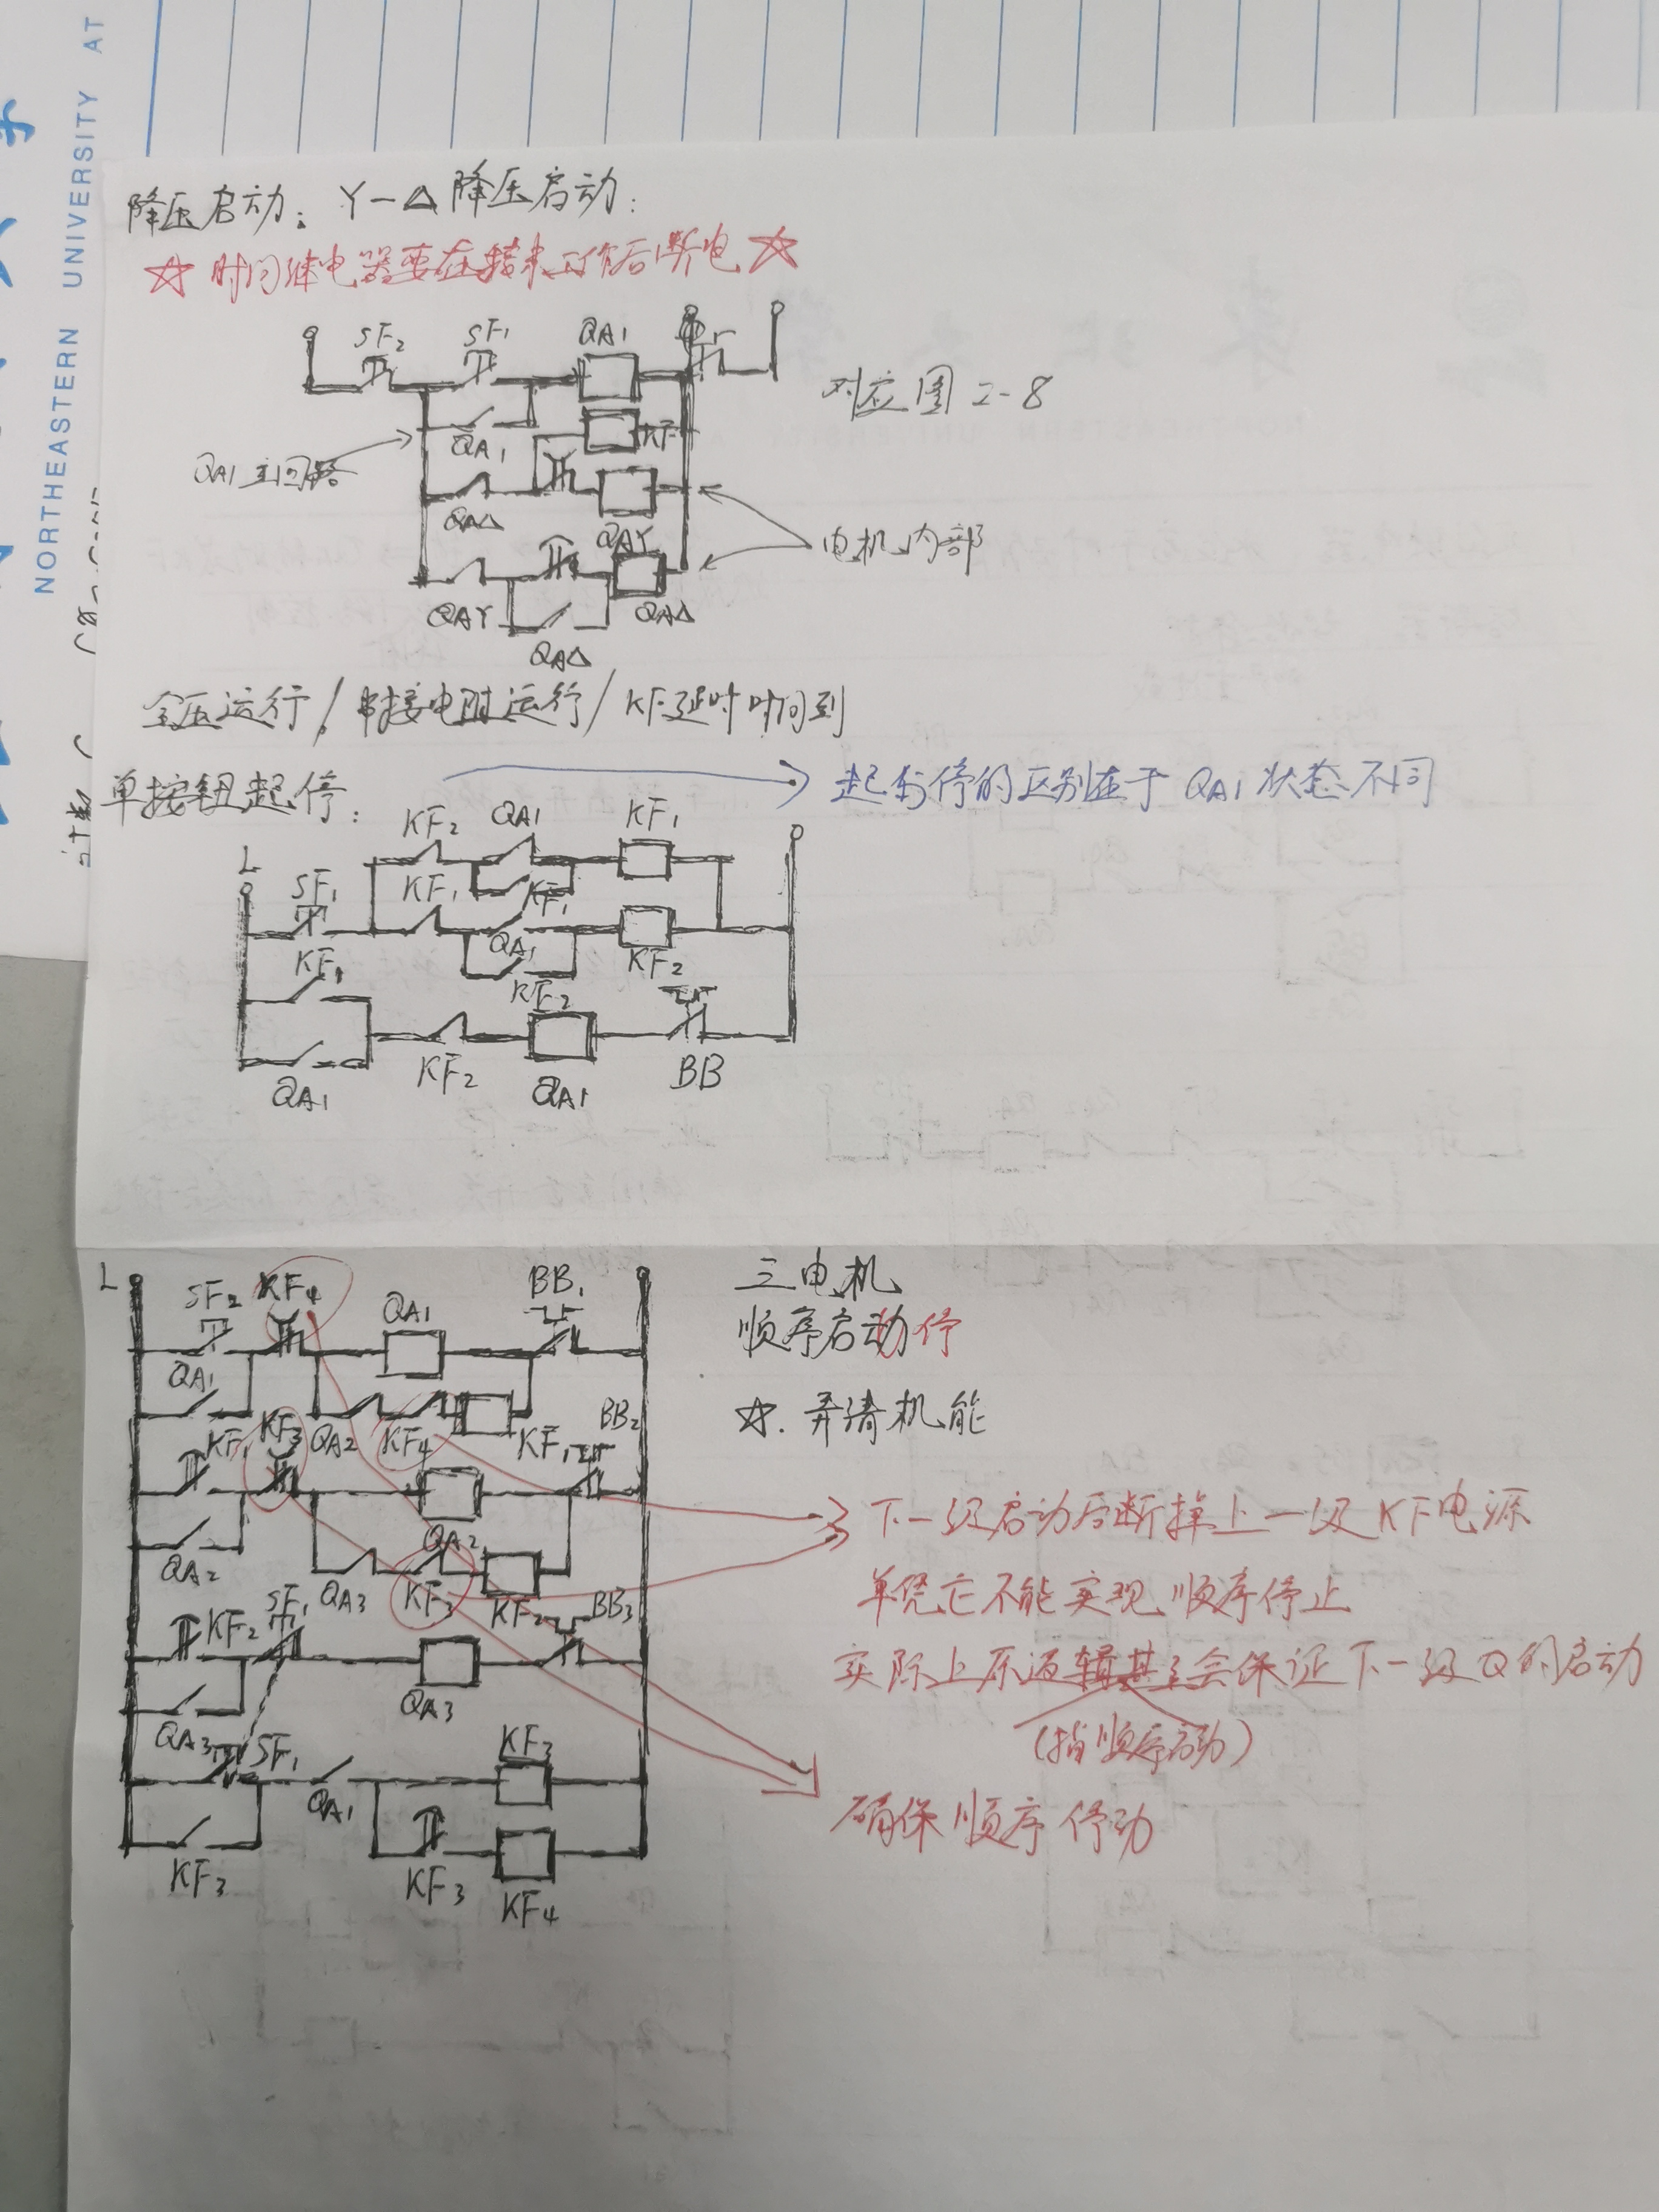 NORTHEASTERN UNIVERSITY AT
降压启动: Y-△降压启动:
☆ 时间继电器要在结束工作后断电 ☆
SF2 SF1 QA1
对应图 2-8
QA1 KF
QA1主回路
QA△ QAY
电机内部
QAY QA△
QA△
全压运行/串接电阻运行/KF延时时间到
单按钮起停: → 起与停的区别在于 QA1 状态不同
KF2 QA1 KF1
L
SF1 KF1 KF1
KF1 QA1 KF2
KF2
QA1 KF2 QA1 BB
L SF2 KF4 QA1 BB1
三电机
顺序启动停
QA1
☆. 弄清机能
KF1 KF3 QA2 KF4 KF1 BB2
下一级启动后断掉上一级KF电源
QA2 QA2
单凭它不能实现顺序停止
QA3 KF3 KF2 BB3
KF2 SF1
实际上原逻辑甚至会保证下一级Q的启动
QA3
(指顺序启动)
QA3 SF1 QA1 KF3
确保顺序停动
KF3 KF3 KF4